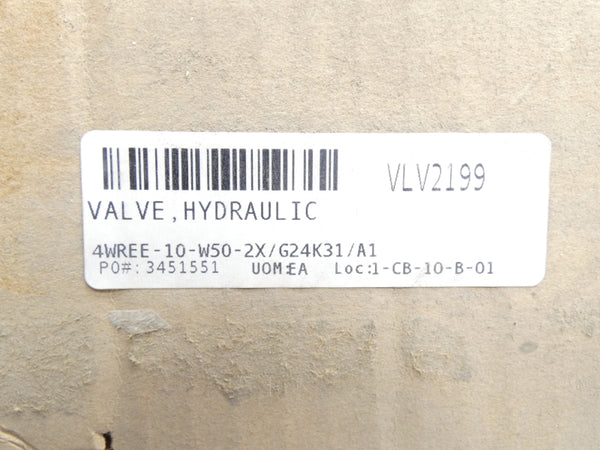 VLV2199
VALVE,HYDRAULIC
4WREE-10-W50-2X/G24K31/A1
PO#: 3451551 UOM:EA Loc:1-CB-10-B-01